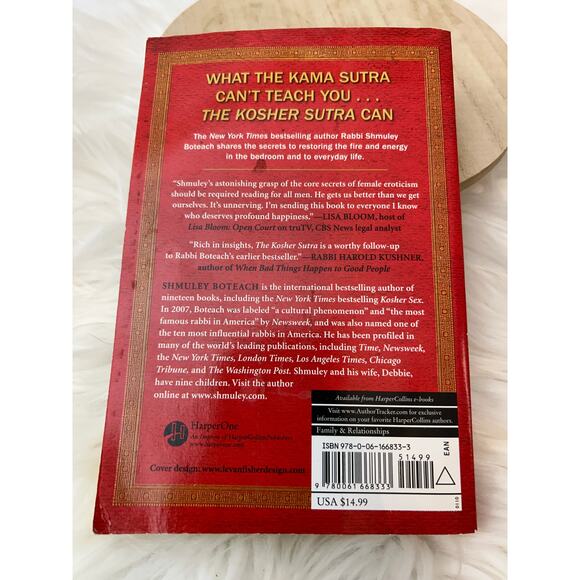 WHAT THE KAMA SUTRA
CAN'T TEACH YOU . . .
THE KOSHER SUTRA CAN
The New York Times bestselling author Rabbi Shmuley
Boteach shares the secrets to restoring the fire and energy
in the bedroom and to everyday life.
"Shmuley's astonishing grasp of the core secrets of female eroticism
should be required reading for all men. He gets us better than we get
ourselves. It's unnerving. I'm sending this book to everyone I know
who deserves profound happiness."—LISA BLOOM, host of
Lisa Bloom: Open Court on truTV, CBS News legal analyst
"Rich in insights, The Kosher Sutra is a worthy follow-up
to Rabbi Boteach's earlier bestseller."—RABBI HAROLD KUSHNER,
author of When Bad Things Happen to Good People
SHMULEY BOTEACH is the international bestselling author of
nineteen books, including the New York Times bestselling Kosher Sex.
In 2007, Boteach was labeled "a cultural phenomenon" and "the most
famous rabbi in America" by Newsweek, and was also named one of
the ten most influential rabbis in America. He has been profiled in
many of the world's leading publications, including Time, Newsweek,
the New York Times, London Times, Los Angeles Times, Chicago
Tribune, and The Washington Post. Shmuley and his wife, Debbie,
have nine children. Visit the author
online at www.shmuley.com.
HarperOne
An Imprint of HarperCollinsPublishers
www.harperone.com
Cover design: www.levanfisherdesign.com
Available from HarperCollins e-books
Visit www.AuthorTracker.com for exclusive
information on your favorite HarperCollins authors.
Family & Relationships
ISBN 978-0-06-166833-3
51499
EAN
9 780061 668333
USA $14.99
0110